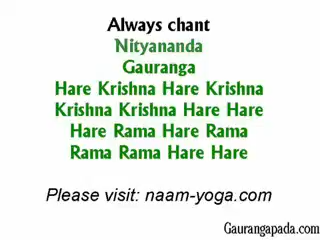 Always chant
Nityananda
Gauranga
Hare Krishna Hare Krishna
Krishna Krishna Hare Hare
Hare Rama Hare Rama
Rama Rama Hare Hare
Please visit: naam-yoga.com
Gaurangapada.com